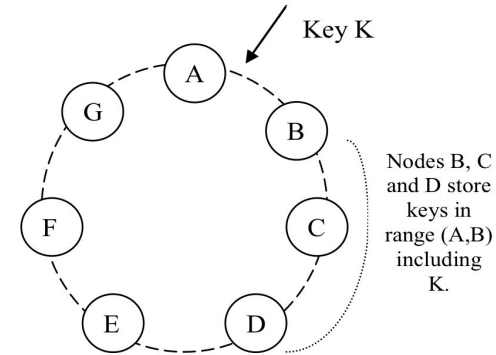 Key K
A
G
B
Nodes B, C
and D store
keys in
range (A,B)
including
K.
F
C
E
D